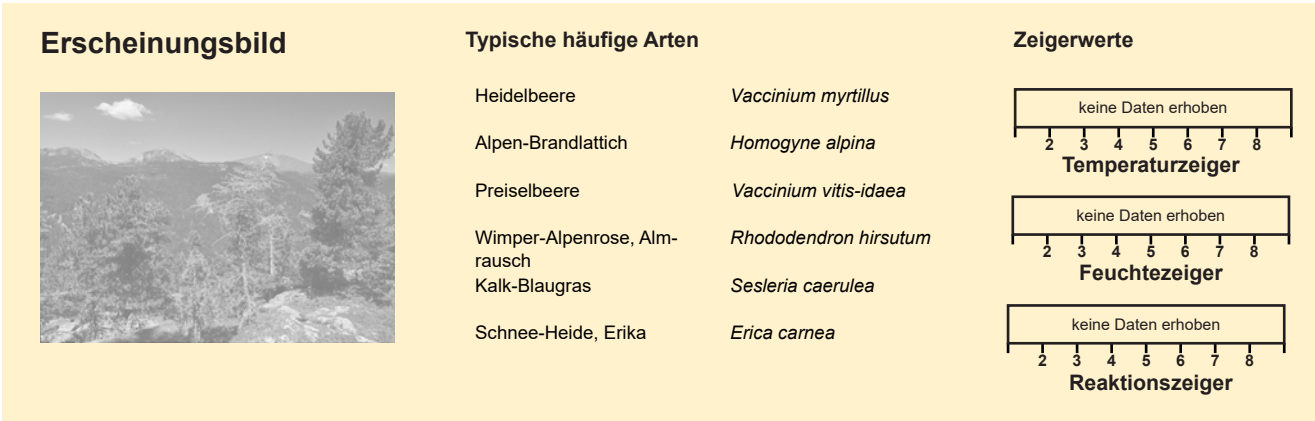 Erscheinungsbild
Typische häufige Arten
Heidelbeere Vaccinium myrtillus
Alpen-Brandlattich Homogyne alpina
Preiselbeere Vaccinium vitis-idaea
Wimper-Alpenrose, Alm- Rhododendron hirsutum
rausch
Kalk-Blaugras Sesleria caerulea
Schnee-Heide, Erika Erica carnea
Zeigerwerte
keine Daten erhoben
2 3 4 5 6 7 8
Temperaturzeiger
keine Daten erhoben
2 3 4 5 6 7 8
Feuchtezeiger
keine Daten erhoben
2 3 4 5 6 7 8
Reaktionszeiger